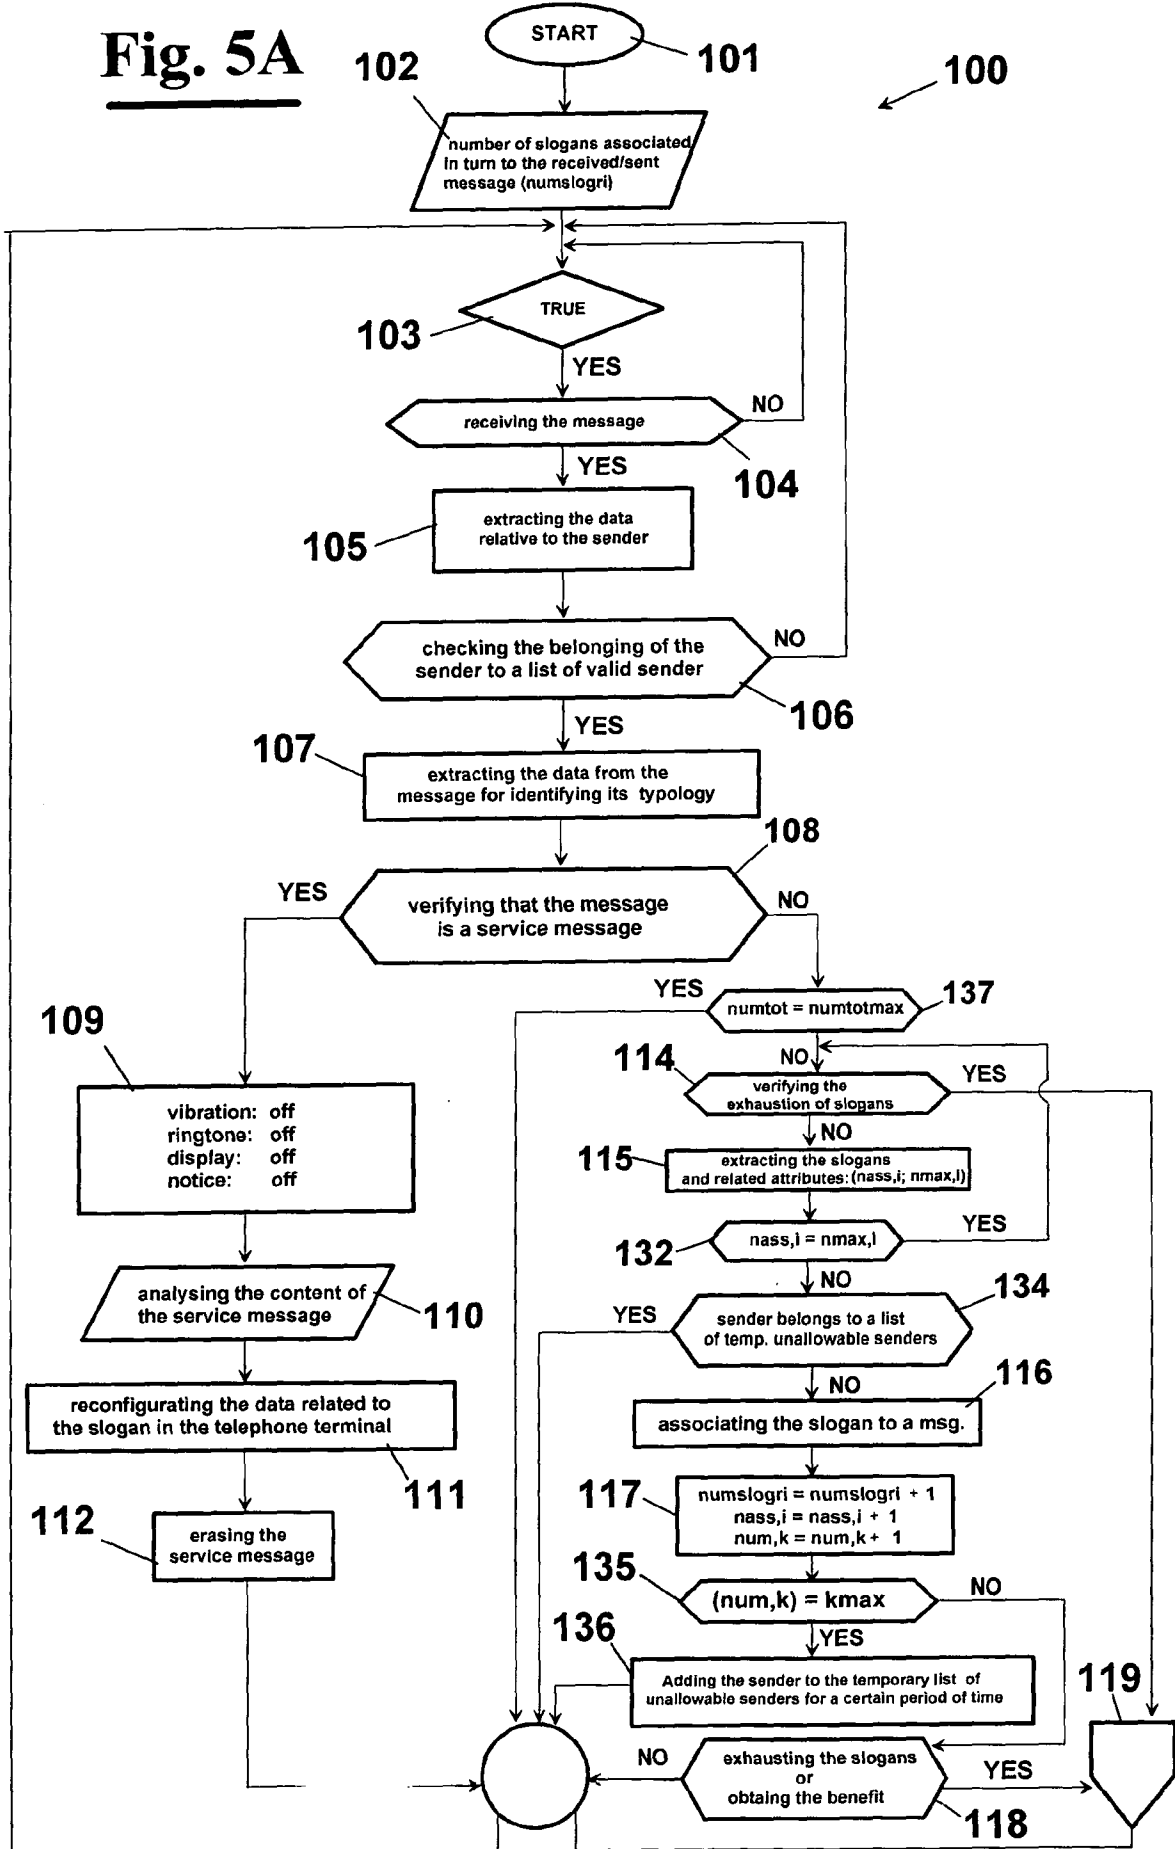 Fig. 5A
START
101
102
100
number of slogans associated
In turn to the received/sent
message (numslogri)
TRUE
103
YES
receiving the message
NO
104
YES
105
extracting the data
relative to the sender
checking the belonging of the
sender to a list of valid sender
NO
106
YES
107
extracting the data from the
message for identifying its typology
108
YES
verifying that the message
is a service message
NO
YES
numtot = numtotmax
137
109
NO
114
verifying the
exhaustion of slogans
YES
vibration: off
ringtone: off
display: off
notice: off
NO
115
extracting the slogans
and related attributes: (nass,i; nmax,I)
132
nass,i = nmax,I
YES
NO
134
analysing the content of
the service message
110
YES
sender belongs to a list
of temp. unallowable senders
NO
116
reconfigurating the data related to
the slogan in the telephone terminal
111
associating the slogan to a msg.
117
numslogri = numslogri + 1
nass,i = nass,i + 1
num,k = num,k + 1
112
erasing the
service message
135
(num,k) = kmax
NO
YES
136
Adding the sender to the temporary list of
unallowable senders for a certain period of time
119
NO
exhausting the slogans
or
obtaing the benefit
YES
118